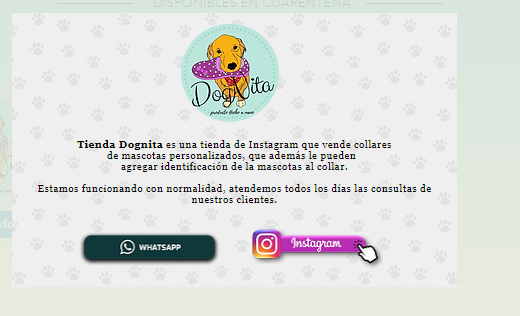 DISPONIBLES EN CUARENTENA
DogNita
producto hecho a mano
Tienda Dognita es una tienda de Instagram que vende collares
de mascotas personalizados, que además le pueden
agregar identificación de la mascotas al collar.
Estamos funcionando con normalidad, atendemos todos los días las consultas de
nuestros clientes.
WHATSAPP
Instagram